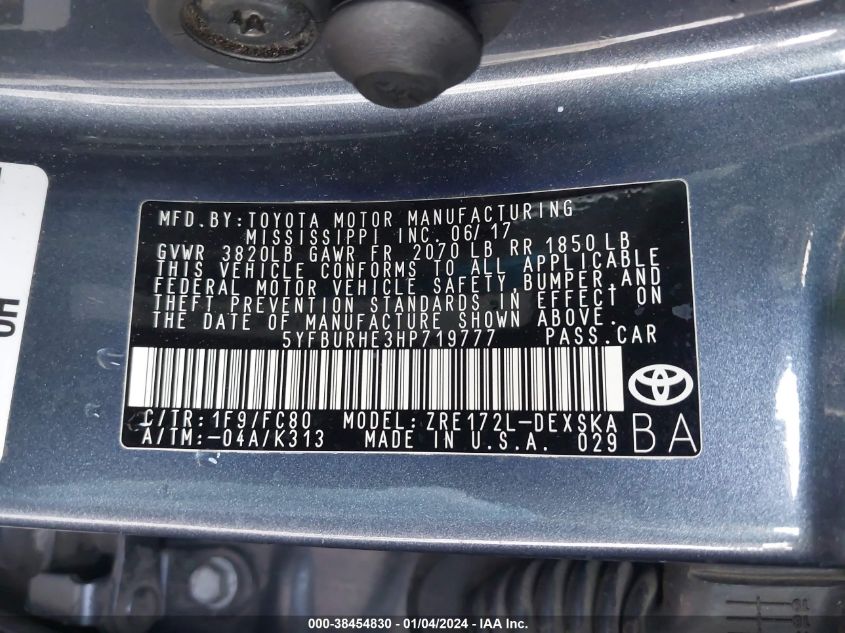 MFD. BY: TOYOTA MOTOR MANUFACTURING
MISSISSIPPI INC. 06/17
GVWR 3820LB GAWR FR 2070 LB RR 1850 LB
THIS VEHICLE CONFORMS TO ALL APPLICABLE
FEDERAL MOTOR VEHICLE SAFETY, BUMPER, AND
THEFT PREVENTION STANDARDS IN EFFECT ON
THE DATE OF MANUFACTURE SHOWN ABOVE.
5YFBURHE3HP719777 PASS. CAR
C/TR: 1F9/FC80 MODEL: ZRE172L-DEXSKA
A/TM: -04A/K313 MADE IN U.S.A. 029
BA
000-38454830 - 01/04/2024 - IAA Inc.